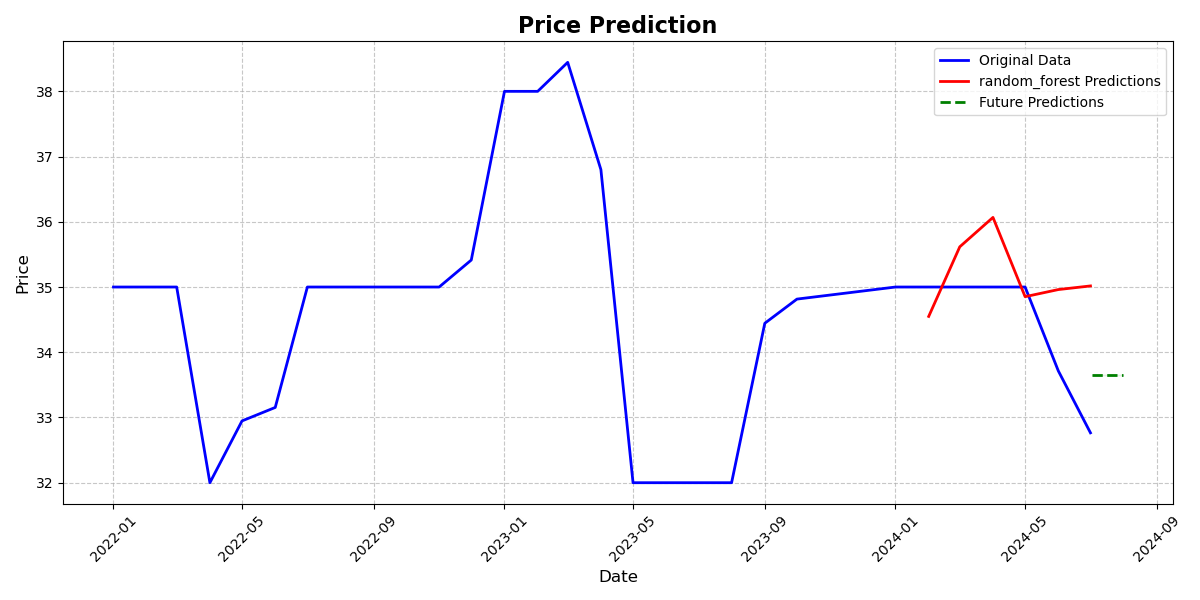 Price Prediction
Original Data
random_forest Predictions
Future Predictions
Price
38
37
36
35
34
33
32
2022-01
2022-05
2022-09
2023-01
2023-05
2023-09
2024-01
2024-05
2024-09
Date